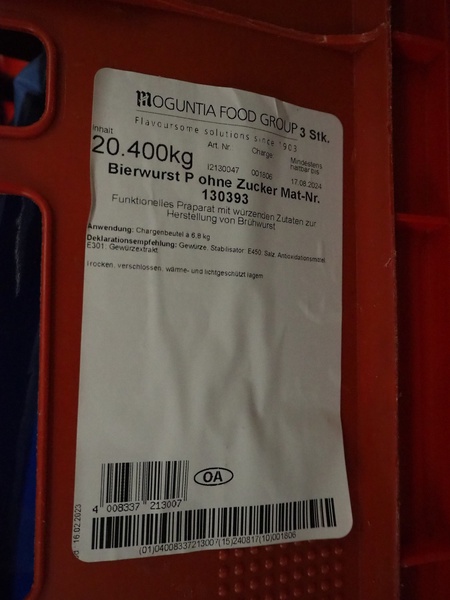 MOGUNTIA FOOD GROUP 3 Stk.
Flavoursome solutions since 1903
Inhalt
20.400kg
Art. Nr. Charge Mindestens haltbar bis
I2130047 001806 17.08.2024
Bierwurst P ohne Zucker Mat-Nr.
130393
Funktionelles Präparat mit würzenden Zutaten zur
Herstellung von Brühwurst
Anwendung: Chargenbeutel à 6,8 kg
Deklarationsempfehlung: Gewürze, Stabilisator: E450, Salz, Antioxidationsmittel:
E301, Gewürzextrakt.
Trocken, verschlossen, wärme- und lichtgeschützt lagern
16.02.2023
4 008337 213007
OA
(01)04008337213007(15)240817(10)001806